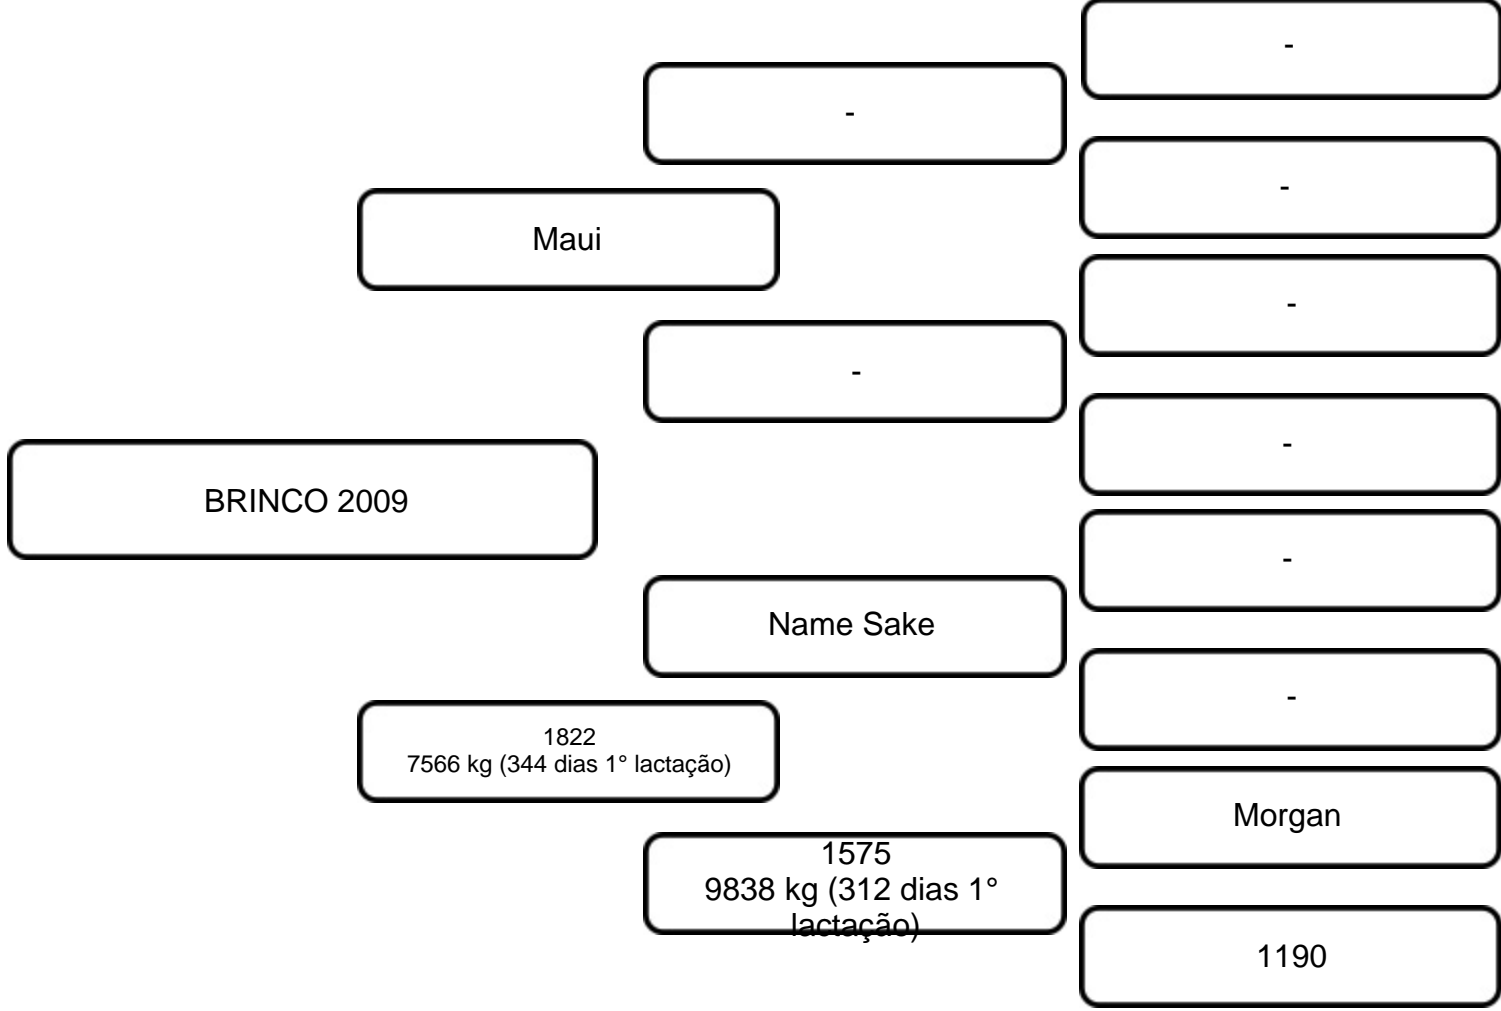 -
-
-
Maui
-
-
-
BRINCO 2009
-
Name Sake
-
1822
7566 kg (344 dias 1° lactação)
Morgan
1575
9838 kg (312 dias 1°
lactação)
1190